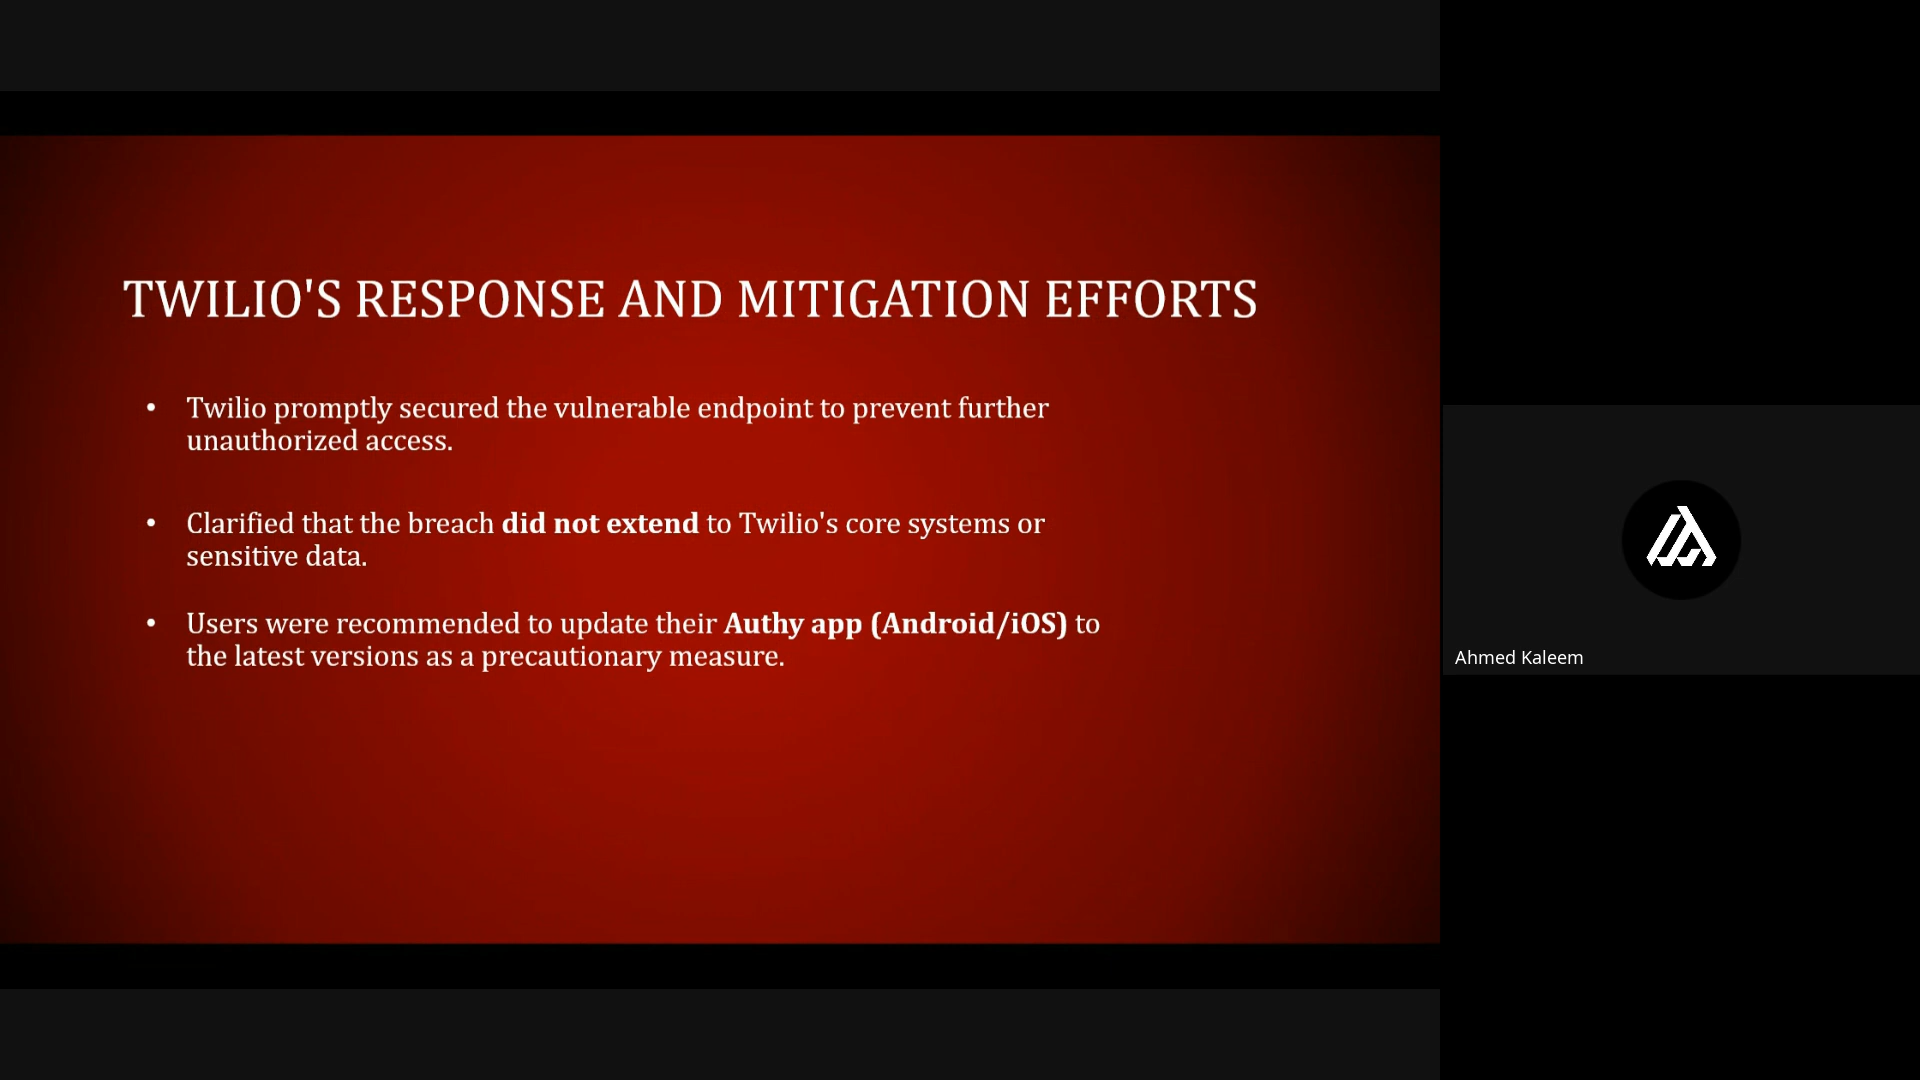 TWILIO'S RESPONSE AND MITIGATION EFFORTS
• Twilio promptly secured the vulnerable endpoint to prevent further
unauthorized access.
• Clarified that the breach did not extend to Twilio's core systems or
sensitive data.
• Users were recommended to update their Authy app (Android/iOS) to
the latest versions as a precautionary measure.
Ahmed Kaleem